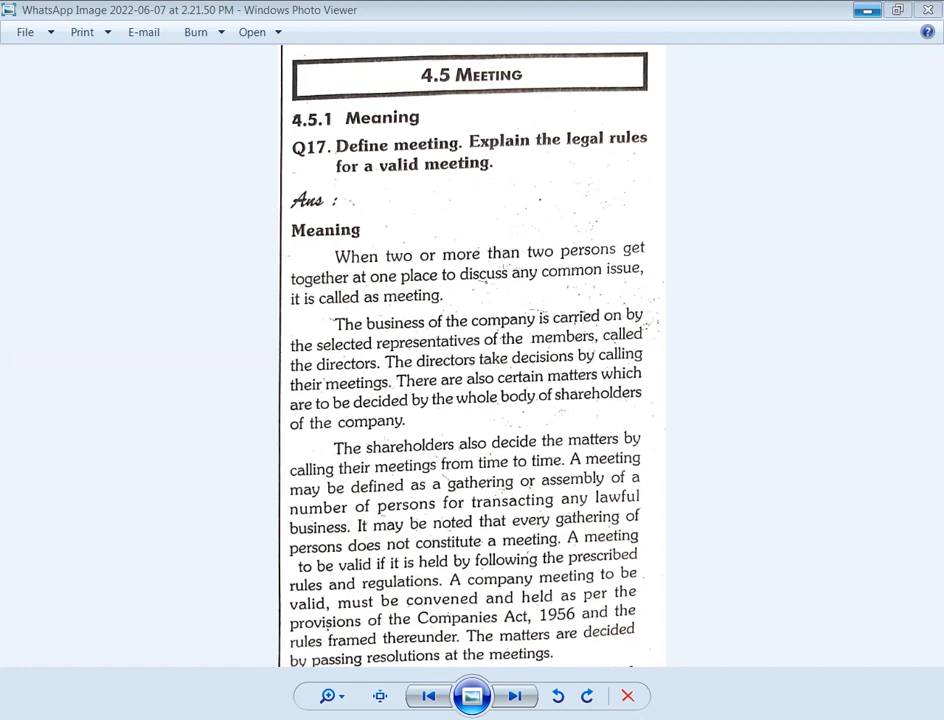 WhatsApp Image 2022-06-07 at 2.21.50 PM - Windows Photo Viewer
File Print E-mail Burn Open
4.5 MEETING
4.5.1 Meaning
Q17. Define meeting. Explain the legal rules
for a valid meeting.
Ans :
Meaning
When two or more than two persons get
together at one place to discuss any common issue,
it is called as meeting.
The business of the company is carried on by
the selected representatives of the members, called
the directors. The directors take decisions by calling
their meetings. There are also certain matters which
are to be decided by the whole body of shareholders
of the company.
The shareholders also decide the matters by
calling their meetings from time to time. A meeting
may be defined as a gathering or assembly of a
number of persons for transacting any lawful
business. It may be noted that every gathering of
persons does not constitute a meeting. A meeting
to be valid if it is held by following the prescribed
rules and regulations. A company meeting to be
valid, must be convened and held as per the
provisions of the Companies Act, 1956 and the
rules framed thereunder. The matters are decided
by passing resolutions at the meetings.